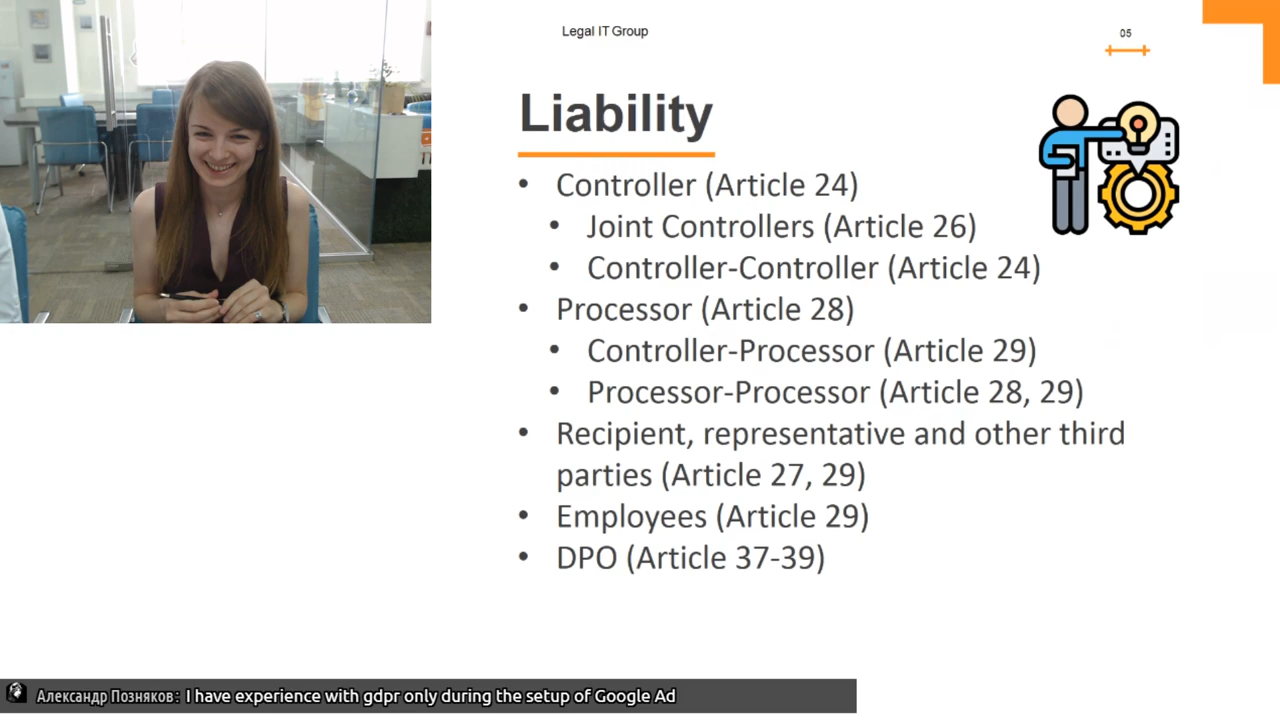 Legal IT Group
05
Liability
• Controller (Article 24)
• Joint Controllers (Article 26)
• Controller-Controller (Article 24)
• Processor (Article 28)
• Controller-Processor (Article 29)
• Processor-Processor (Article 28, 29)
• Recipient, representative and other third
parties (Article 27, 29)
• Employees (Article 29)
• DPO (Article 37-39)
Александр Позняков: I have experience with gdpr only during the setup of Google Ad